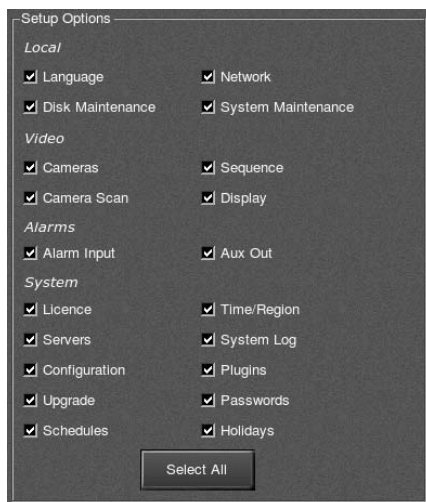 Setup Options
Local
Language Network
Disk Maintenance System Maintenance
Video
Cameras Sequence
Camera Scan Display
Alarms
Alarm Input Aux Out
System
Licence Time/Region
Servers System Log
Configuration Plugins
Upgrade Passwords
Schedules Holidays
Select All